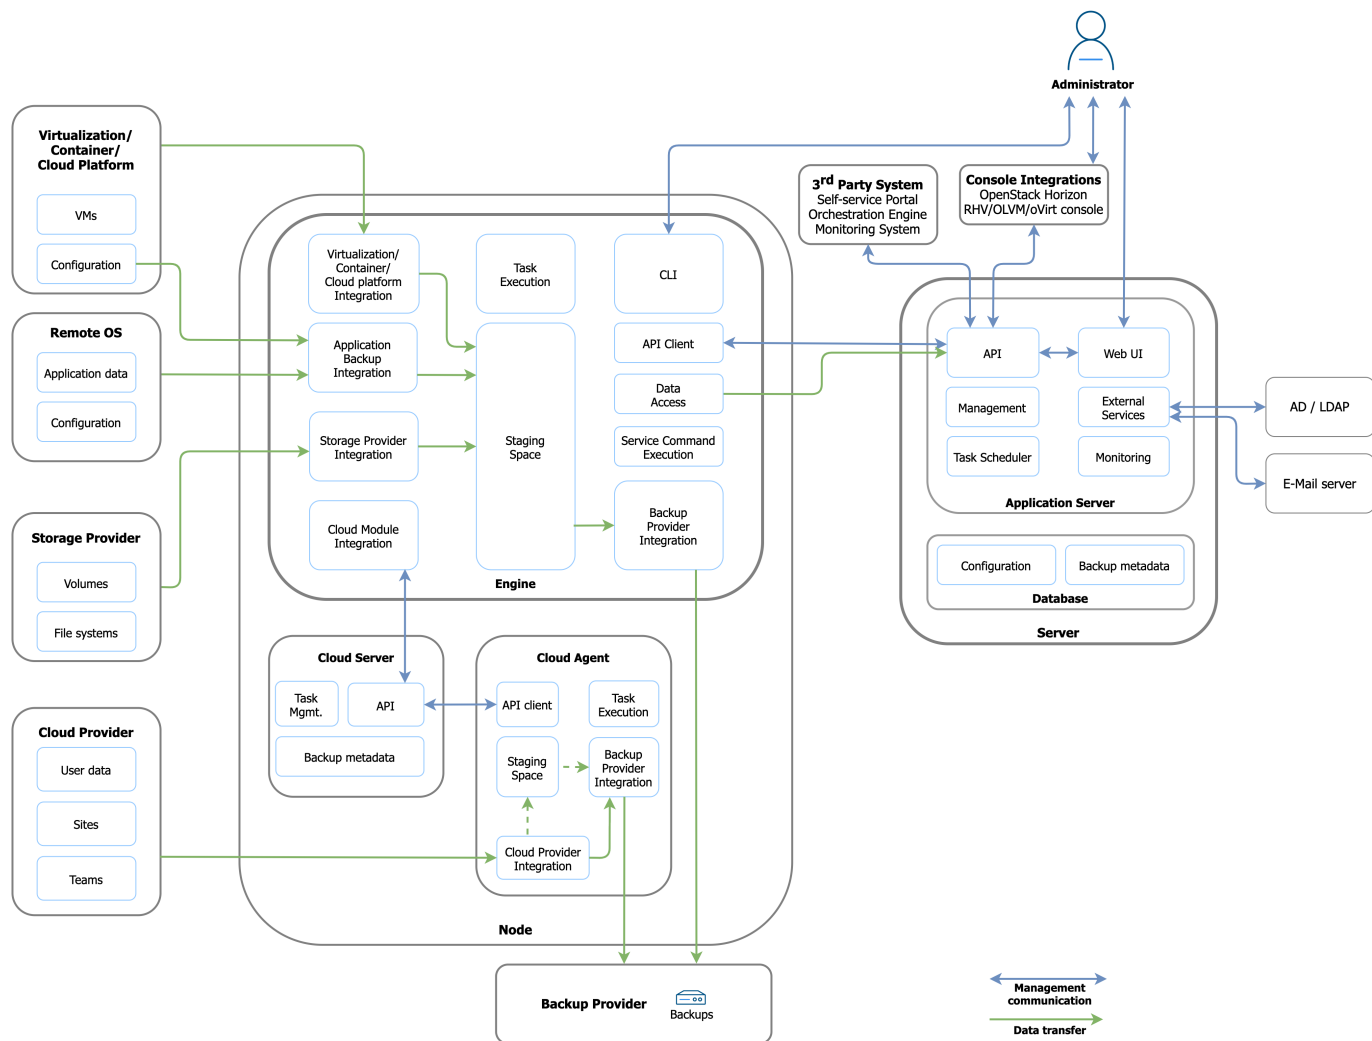 Administrator
Virtualization/
Container/
Cloud Platform
VMs
Configuration
3rd Party System
Self-service Portal
Orchestration Engine
Monitoring System
Console Integrations
OpenStack Horizon
RHV/OLVM/oVirt console
Remote OS
Application data
Configuration
Storage Provider
Volumes
File systems
Cloud Provider
User data
Sites
Teams
Virtualization/
Container/
Cloud platform
Integration
Task
Execution
CLI
Application
Backup
Integration
API Client
Data
Access
Storage Provider
Integration
Staging
Space
Service Command
Execution
Cloud Module
Integration
Backup
Provider
Integration
Engine
Cloud Server
Task
Mgmt.
API
Backup metadata
Cloud Agent
API client
Task
Execution
Staging
Space
Backup
Provider
Integration
Cloud Provider
Integration
Node
API
Web UI
Management
External
Services
Task Scheduler
Monitoring
Application Server
Configuration
Backup metadata
Database
Server
AD / LDAP
E-Mail server
Backup Provider
Backups
Management
communication
Data transfer